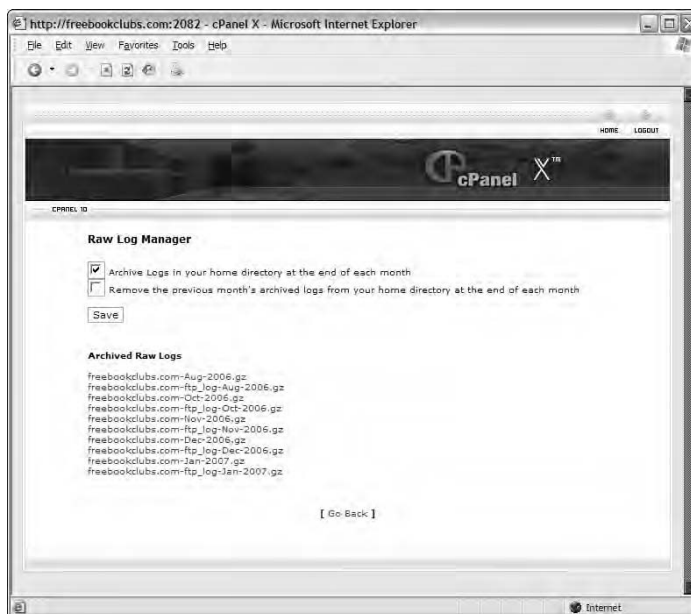 http://freebookclubs.com:2082 - cPanel X - Microsoft Internet Explorer
File Edit View Favorites Tools Help
HOME LOGOUT
cPanel X™
CPANEL 10
Raw Log Manager
Archive Logs in your home directory at the end of each month
Remove the previous month's archived logs from your home directory at the end of each month
Save
Archived Raw Logs
freebookclubs.com-Aug-2006.gz
freebookclubs.com-ftp_log-Aug-2006.gz
freebookclubs.com-Oct-2006.gz
freebookclubs.com-ftp_log-Oct-2006.gz
freebookclubs.com-Nov-2006.gz
freebookclubs.com-ftp_log-Nov-2006.gz
freebookclubs.com-Dec-2006.gz
freebookclubs.com-ftp_log-Dec-2006.gz
freebookclubs.com-Jan-2007.gz
freebookclubs.com-ftp_log-Jan-2007.gz
[ Go Back ]
Internet